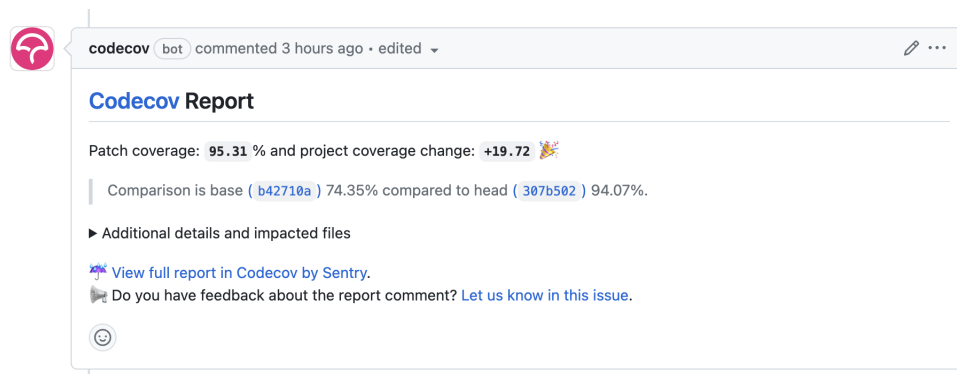 codecov bot commented 3 hours ago • edited
Codecov Report
Patch coverage: 95.31 % and project coverage change: +19.72 🎉
Comparison is base ( b42710a ) 74.35% compared to head ( 307b502 ) 94.07%.
▶ Additional details and impacted files
☔ View full report in Codecov by Sentry.
📢 Do you have feedback about the report comment? Let us know in this issue.